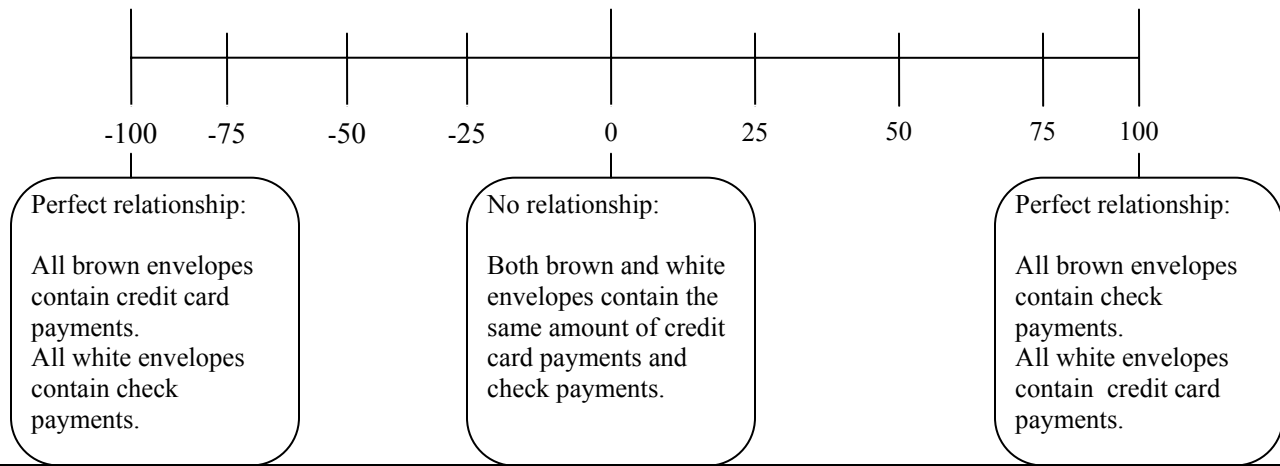 -100 -75 -50 -25 0 25 50 75 100
Perfect relationship:
All brown envelopes
contain credit card
payments.
All white envelopes
contain check
payments.
No relationship:
Both brown and white
envelopes contain the
same amount of credit
card payments and
check payments.
Perfect relationship:
All brown envelopes
contain check
payments.
All white envelopes
contain credit card
payments.